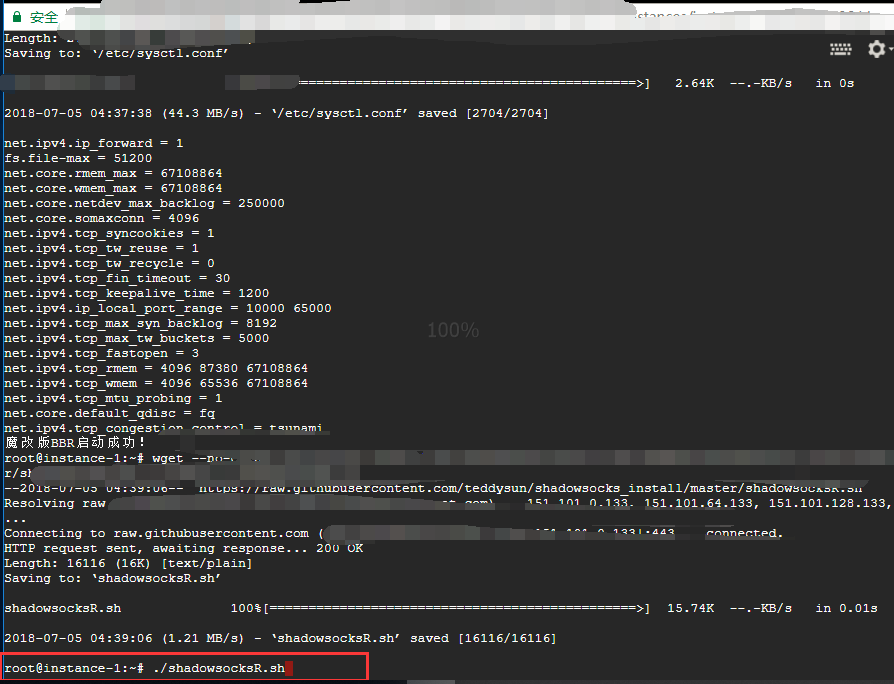 安全
Length:
Saving to: ‘/etc/sysctl.conf’
=============================================>] 2.64K --.-KB/s in 0s
2018-07-05 04:37:38 (44.3 MB/s) - ‘/etc/sysctl.conf’ saved [2704/2704]
net.ipv4.ip_forward = 1
fs.file-max = 51200
net.core.rmem_max = 67108864
net.core.wmem_max = 67108864
net.core.netdev_max_backlog = 250000
net.core.somaxconn = 4096
net.ipv4.tcp_syncookies = 1
net.ipv4.tcp_tw_reuse = 1
net.ipv4.tcp_tw_recycle = 0
net.ipv4.tcp_fin_timeout = 30
net.ipv4.tcp_keepalive_time = 1200
net.ipv4.ip_local_port_range = 10000 65000
net.ipv4.tcp_max_syn_backlog = 8192
net.ipv4.tcp_max_tw_buckets = 5000
net.ipv4.tcp_fastopen = 3
100%
net.ipv4.tcp_rmem = 4096 87380 67108864
net.ipv4.tcp_wmem = 4096 65536 67108864
net.ipv4.tcp_mtu_probing = 1
net.core.default_qdisc = fq
net.ipv4.tcp_congestion_control = tsunami
魔改版BBR启动成功！
root@instance-1:~# wget
--2018-07-05 04:39:06-- https://raw.githubusercontent.com/teddysun/shadowsocks_install/master/shadowsocksR.sh
Resolving raw 151.101.0.133, 151.101.64.133, 151.101.128.133,
...
Connecting to raw.githubusercontent.com ( 151.101.0.133|:443 connected.
HTTP request sent, awaiting response... 200 OK
Length: 16116 (16K) [text/plain]
Saving to: ‘shadowsocksR.sh’
shadowsocksR.sh 100%[===============================================>] 15.74K --.-KB/s in 0.01s
2018-07-05 04:39:06 (1.21 MB/s) - ‘shadowsocksR.sh’ saved [16116/16116]
root@instance-1:~# ./shadowsocksR.sh